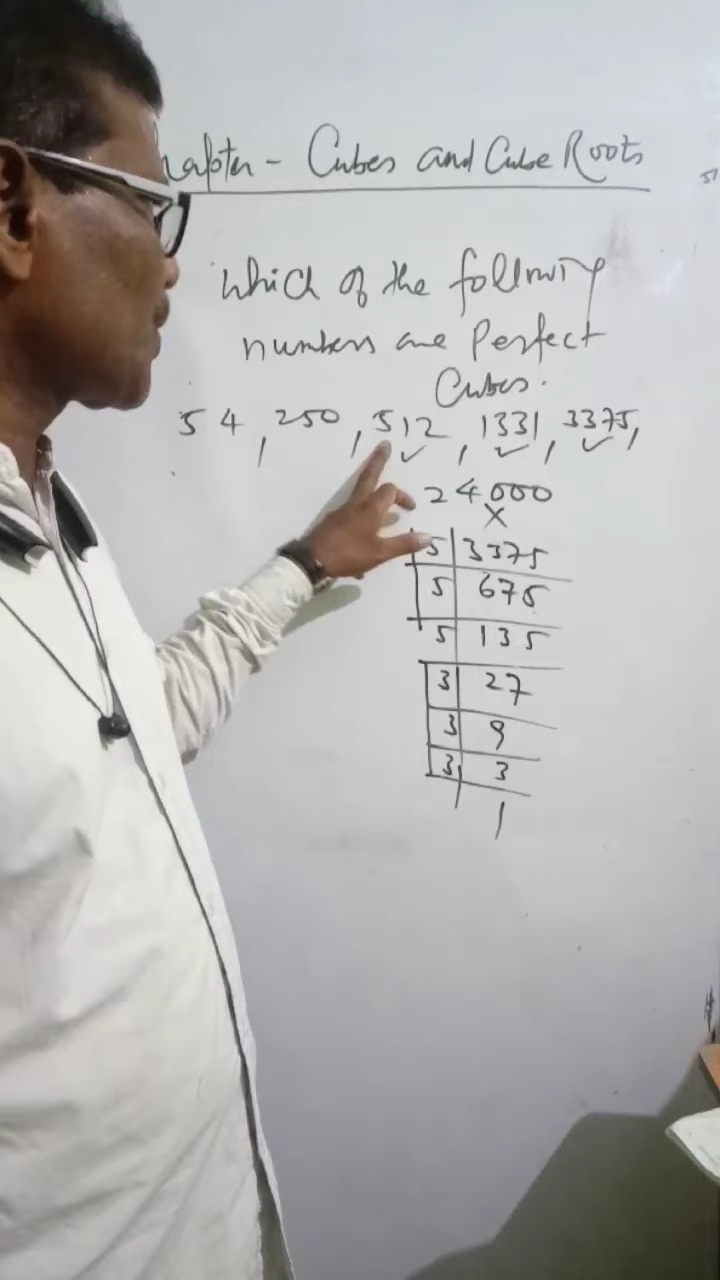 hapter - Cubes and Cube Roots
Which of the following
numbers are Perfect
Cubes.
54, 250, 512, 1331, 3375,
✓ ✓ ✓
24000
X
5 3375
5 675
5 135
3 27
3 9
3 3
1